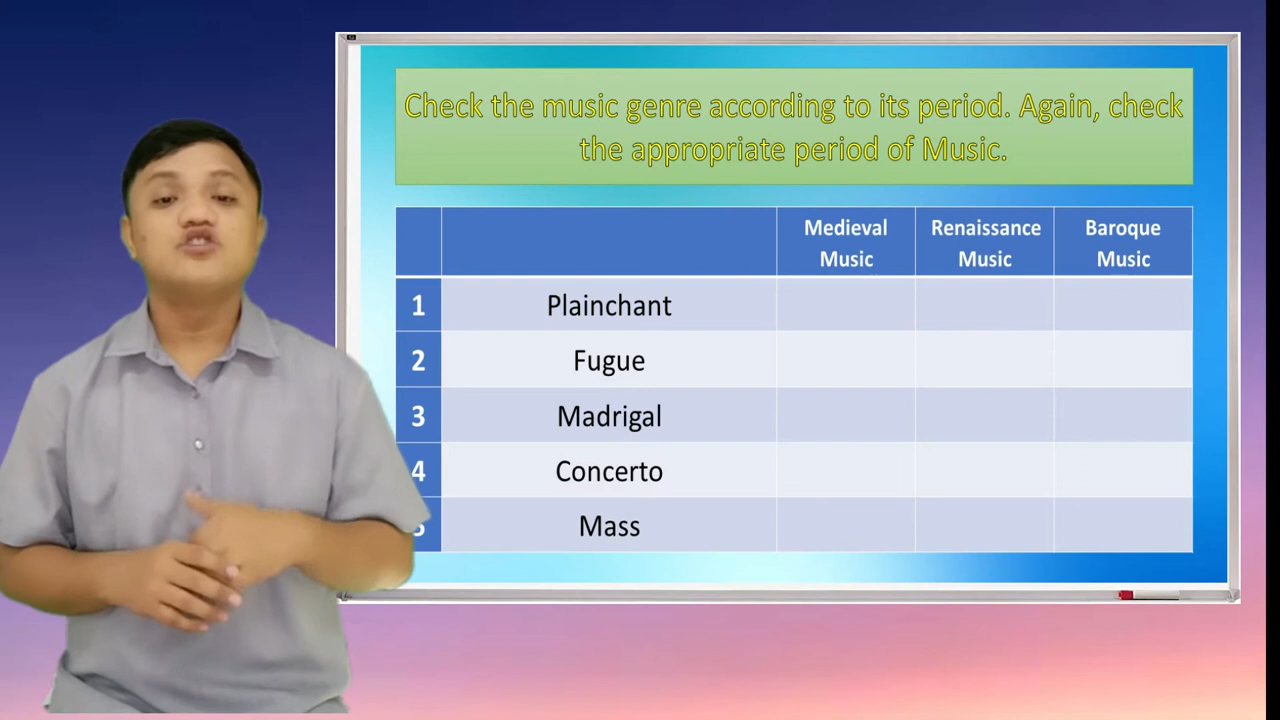 Check the music genre according to its period. Again, check
the appropriate period of Music.
Medieval Music
Renaissance Music
Baroque Music
1 Plainchant
2 Fugue
3 Madrigal
4 Concerto
5 Mass